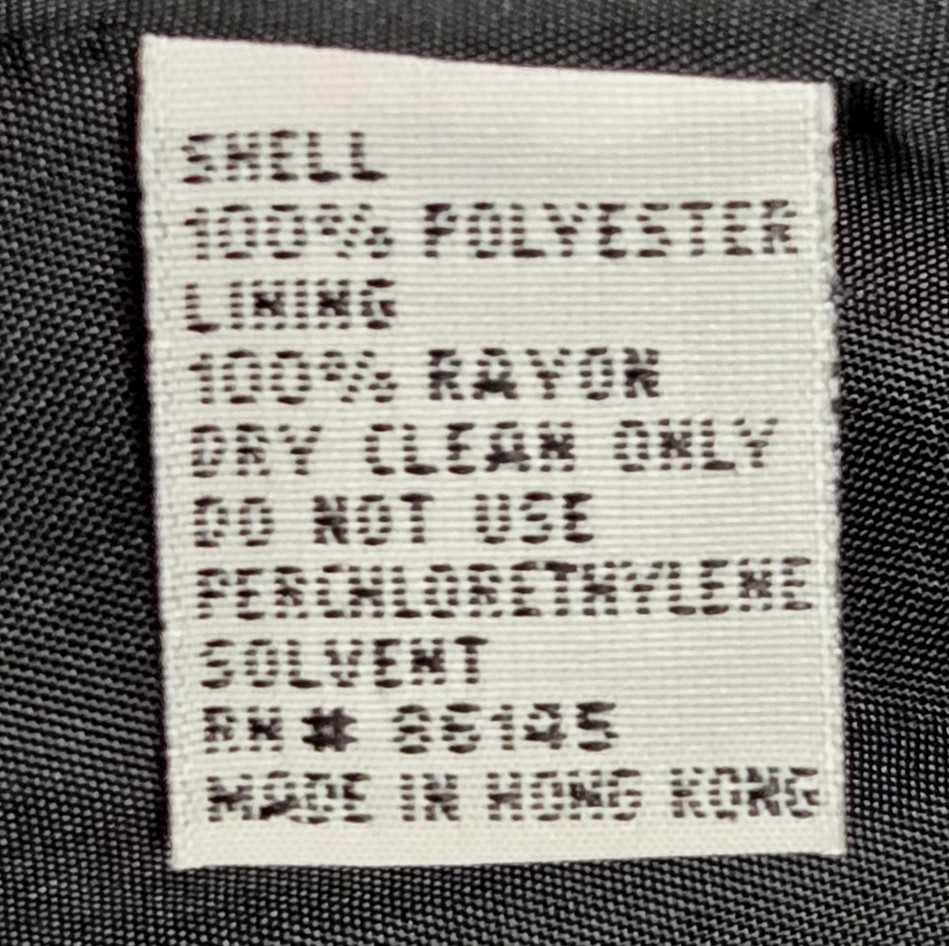 SHELL
100% POLYESTER
LINING
100% RAYON
DRY CLEAN ONLY
DO NOT USE
PERCHLORETHYLENE
SOLVENT
RN # 86145
MADE IN HONG KONG